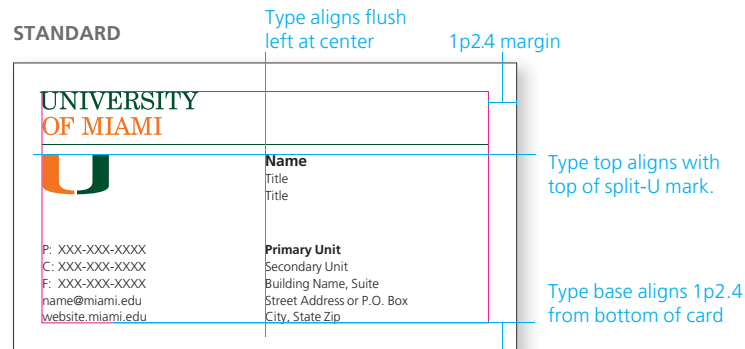 STANDARD
Type aligns flush
left at center
1p2.4 margin
UNIVERSITY
OF MIAMI
Name
Title
Title
Type top aligns with
top of split-U mark.
P: XXX-XXX-XXXX
C: XXX-XXX-XXXX
F: XXX-XXX-XXXX
name@miami.edu
website.miami.edu
Primary Unit
Secondary Unit
Building Name, Suite
Street Address or P.O. Box
City, State Zip
Type base aligns 1p2.4
from bottom of card